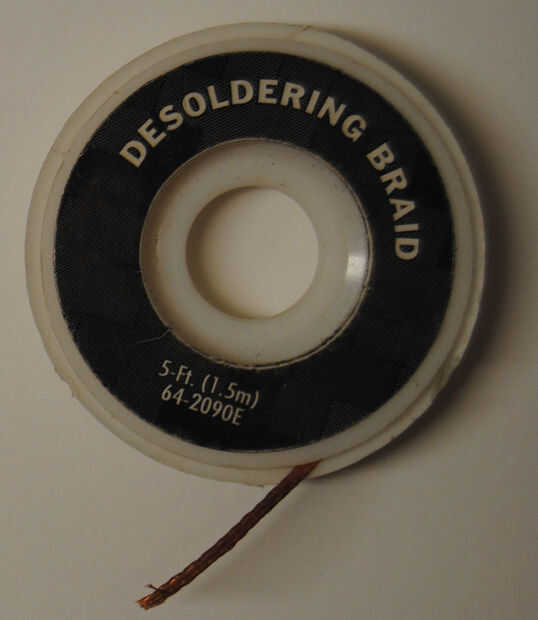 DESOLDERING BRAID
5-Ft. (1.5m)
64-2090E